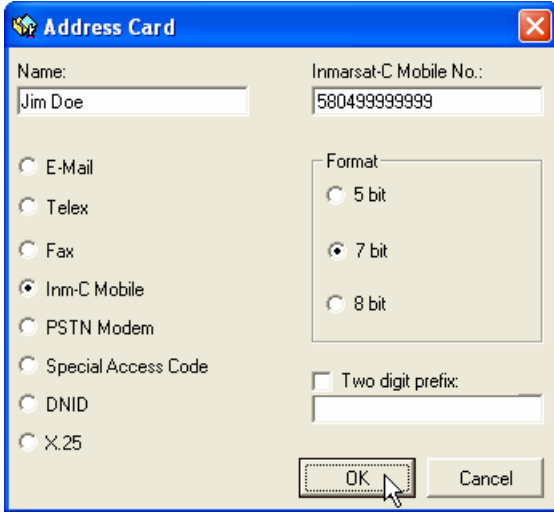 Address Card
Name:
Inmarsat-C Mobile No.:
Jim Doe
580499999999
E-Mail
Telex
Fax
Inm-C Mobile
PSTN Modem
Special Access Code
DNID
X.25
Format
5 bit
7 bit
8 bit
Two digit prefix:
OK
Cancel